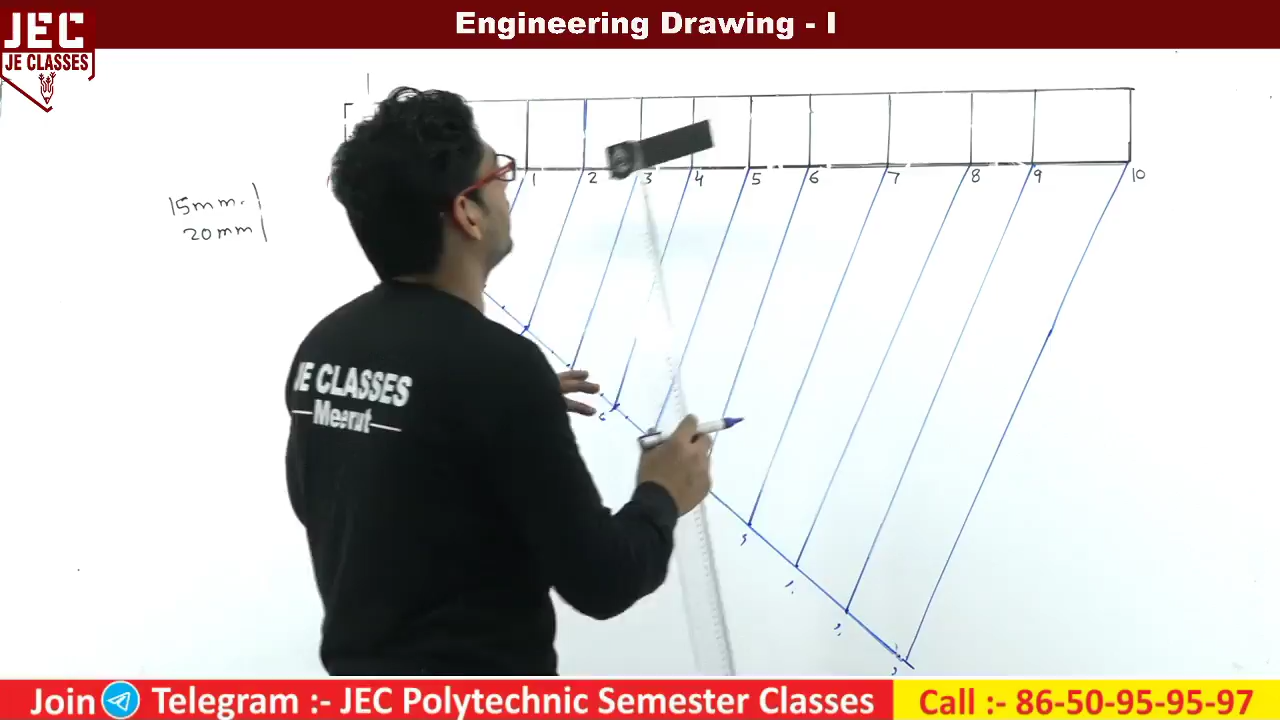 Engineering Drawing - I
JEC
JE CLASSES
1 2 3 4 5 6 7 8 9 10
15mm.
20mm
JE CLASSES
Meerut
Join Telegram :- JEC Polytechnic Semester Classes
Call :- 86-50-95-95-97